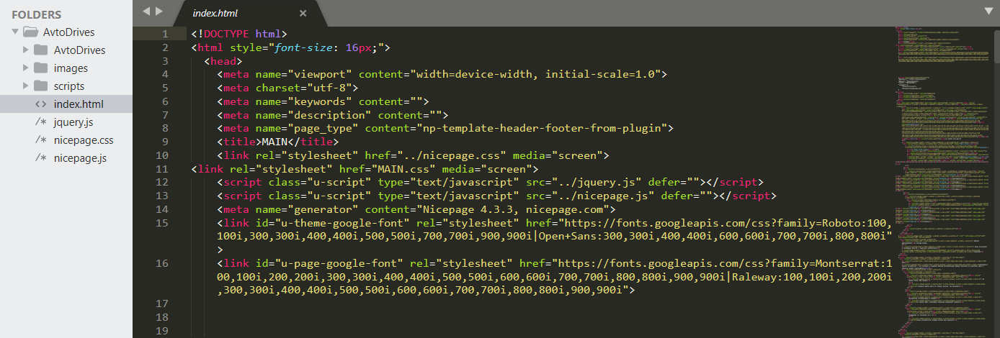 FOLDERS
AvtoDrives
AvtoDrives
images
scripts
index.html
jquery.js
nicepage.css
nicepage.js
index.html
1 <!DOCTYPE html>
2 <html style="font-size: 16px;">
3 <head>
4 <meta name="viewport" content="width=device-width, initial-scale=1.0">
5 <meta charset="utf-8">
6 <meta name="keywords" content="">
7 <meta name="description" content="">
8 <meta name="page_type" content="np-template-header-footer-from-plugin">
9 <title>MAIN</title>
10 <link rel="stylesheet" href="../nicepage.css" media="screen">
11 <link rel="stylesheet" href="MAIN.css" media="screen">
12 <script class="u-script" type="text/javascript" src="../jquery.js" defer=""></script>
13 <script class="u-script" type="text/javascript" src="../nicepage.js" defer=""></script>
14 <meta name="generator" content="Nicepage 4.3.3, nicepage.com">
15 <link id="u-theme-google-font" rel="stylesheet" href="https://fonts.googleapis.com/css?family=Roboto:100,
100i,300,300i,400,400i,500,500i,700,700i,900,900i|Open+Sans:300,300i,400,400i,600,600i,700,700i,800,800i"
>
16 <link id="u-page-google-font" rel="stylesheet" href="https://fonts.googleapis.com/css?family=Montserrat:1
00,100i,200,200i,300,300i,400,400i,500,500i,600,600i,700,700i,800,800i,900,900i|Raleway:100,100i,200,200i
,300,300i,400,400i,500,500i,600,600i,700,700i,800,800i,900,900i">
17
18
19